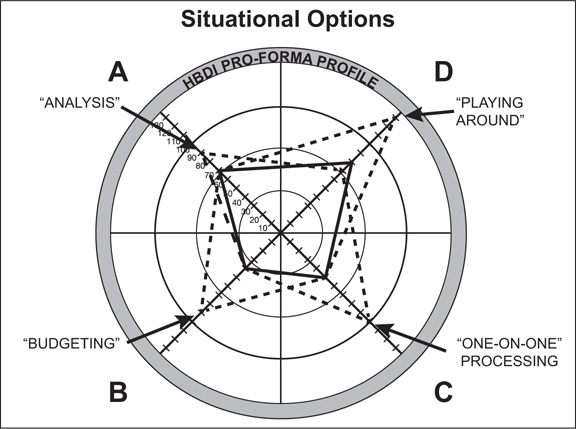 Situational Options
HBDI PRO-FORMA PROFILE
A
D
“ANALYSIS”
“PLAYING
AROUND”
130
120
110
100
90
80
70
60
50
40
30
20
10
“BUDGETING”
“ONE-ON-ONE”
PROCESSING
B
C